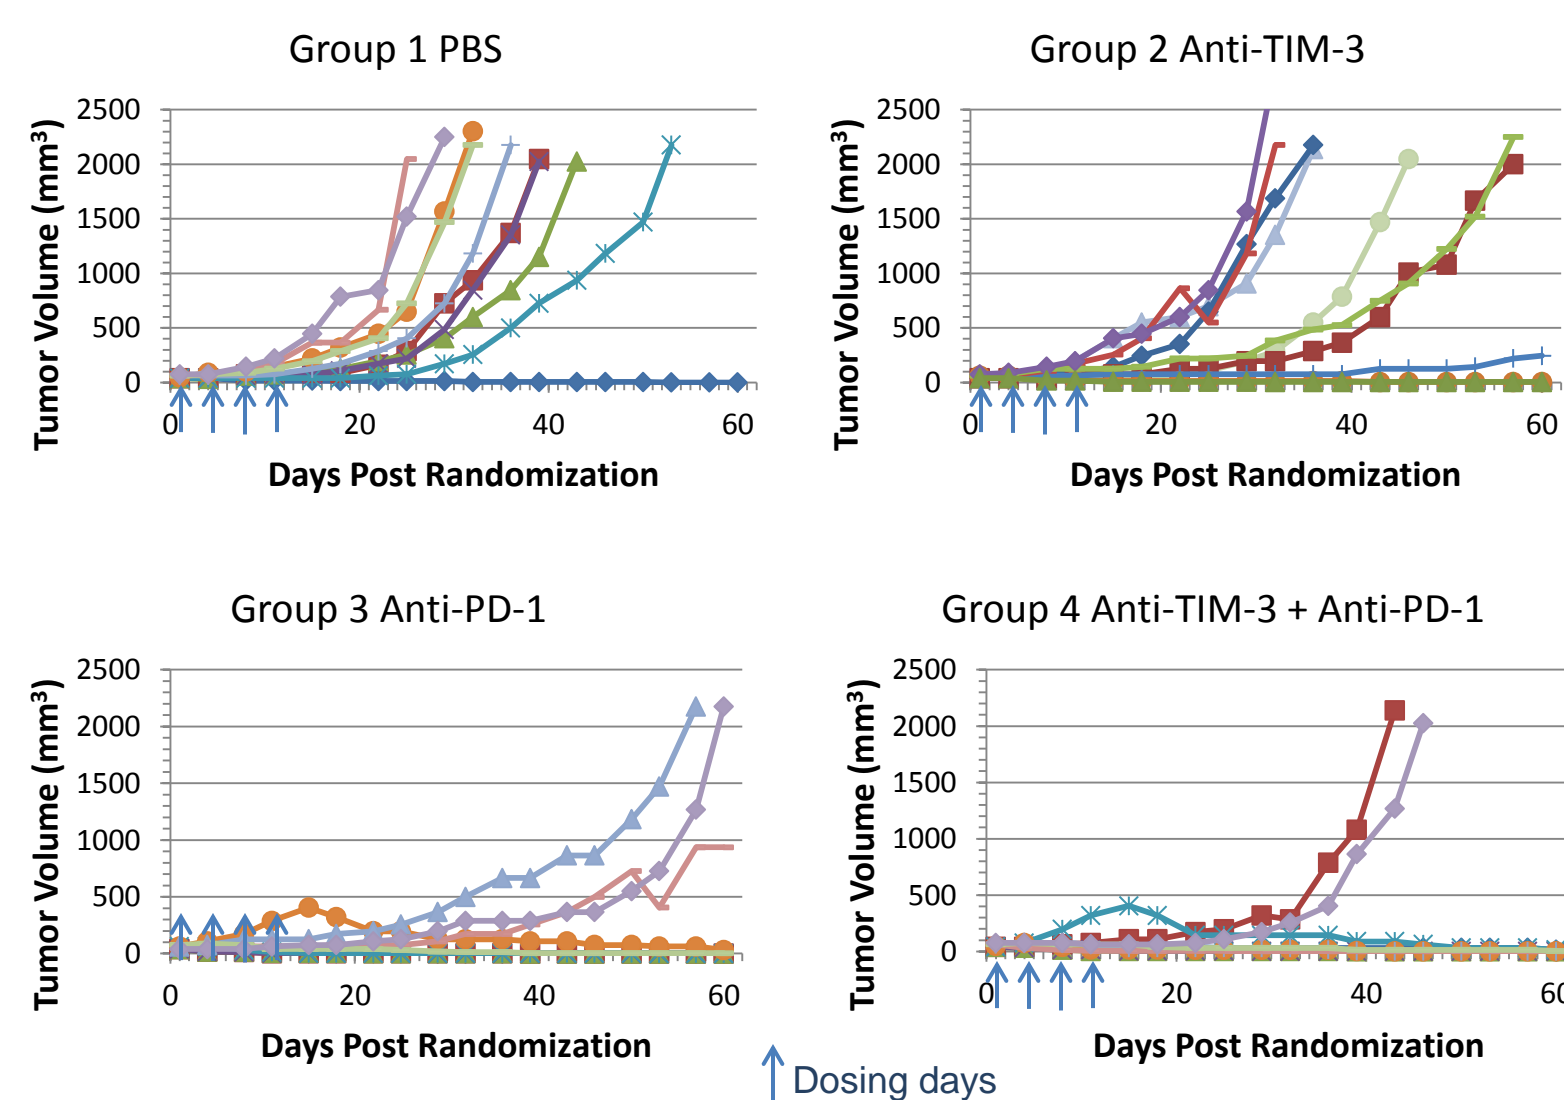 Group 1 PBS
Tumor Volume (mm³)
2500
2000
1500
1000
500
0
0 20 40 60
Days Post Randomization
Group 2 Anti-TIM-3
Tumor Volume (mm³)
2500
2000
1500
1000
500
0
0 20 40 60
Days Post Randomization
Group 3 Anti-PD-1
Tumor Volume (mm³)
2500
2000
1500
1000
500
0
0 20 40 60
Days Post Randomization
Group 4 Anti-TIM-3 + Anti-PD-1
Tumor Volume (mm³)
2500
2000
1500
1000
500
0
0 20 40 60
Days Post Randomization
Dosing days